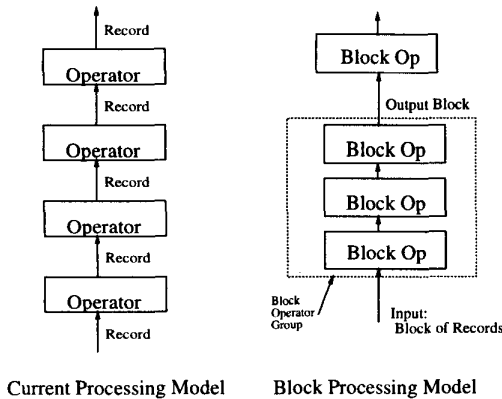 Record
Operator
Record
Operator
Record
Operator
Record
Operator
Record
Current Processing Model
Block Op
Output Block
Block Op
Block Op
Block Op
Block
Operator
Group
Input:
Block of Records
Block Processing Model